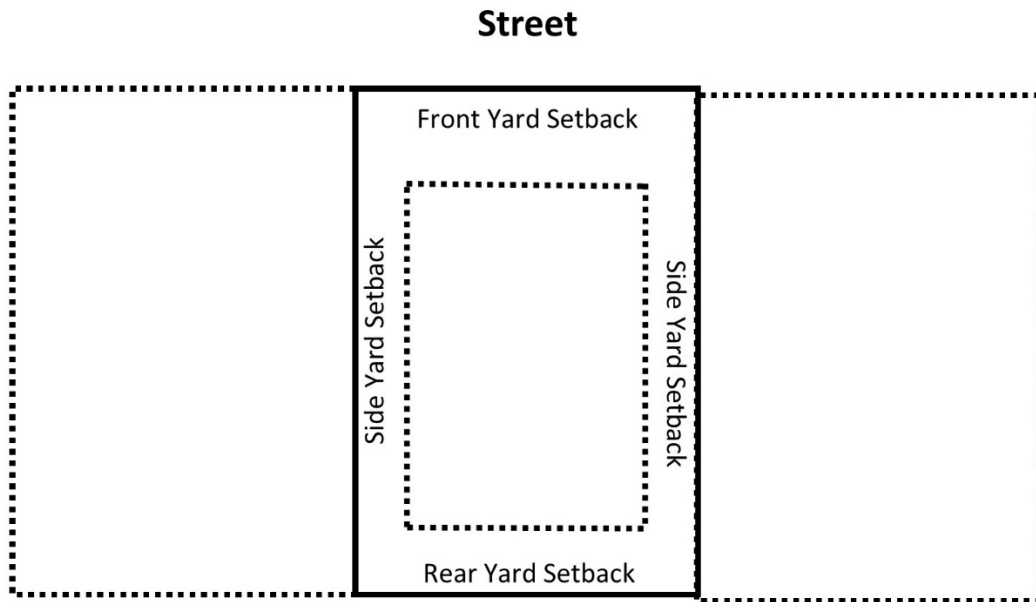 Street
Front Yard Setback
Side Yard Setback
Side Yard Setback
Rear Yard Setback